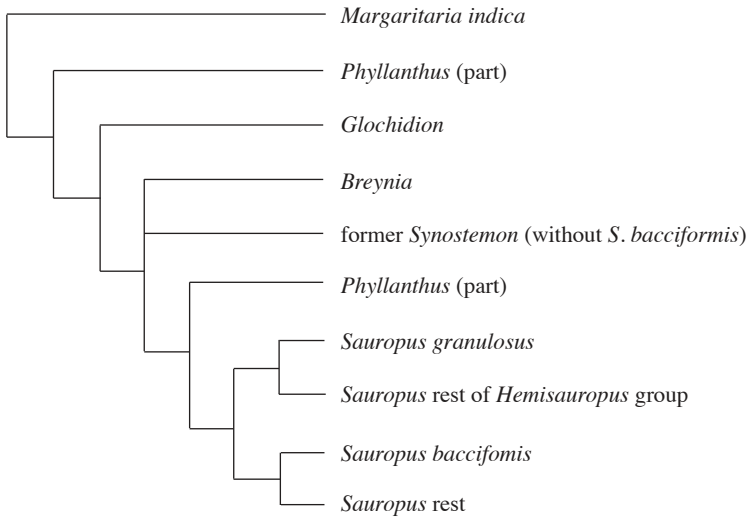 Margaritaria indica
Phyllanthus (part)
Glochidion
Breynia
former Synostemon (without S. bacciformis)
Phyllanthus (part)
Sauropus granulosus
Sauropus rest of Hemisauropus group
Sauropus baccifomis
Sauropus rest